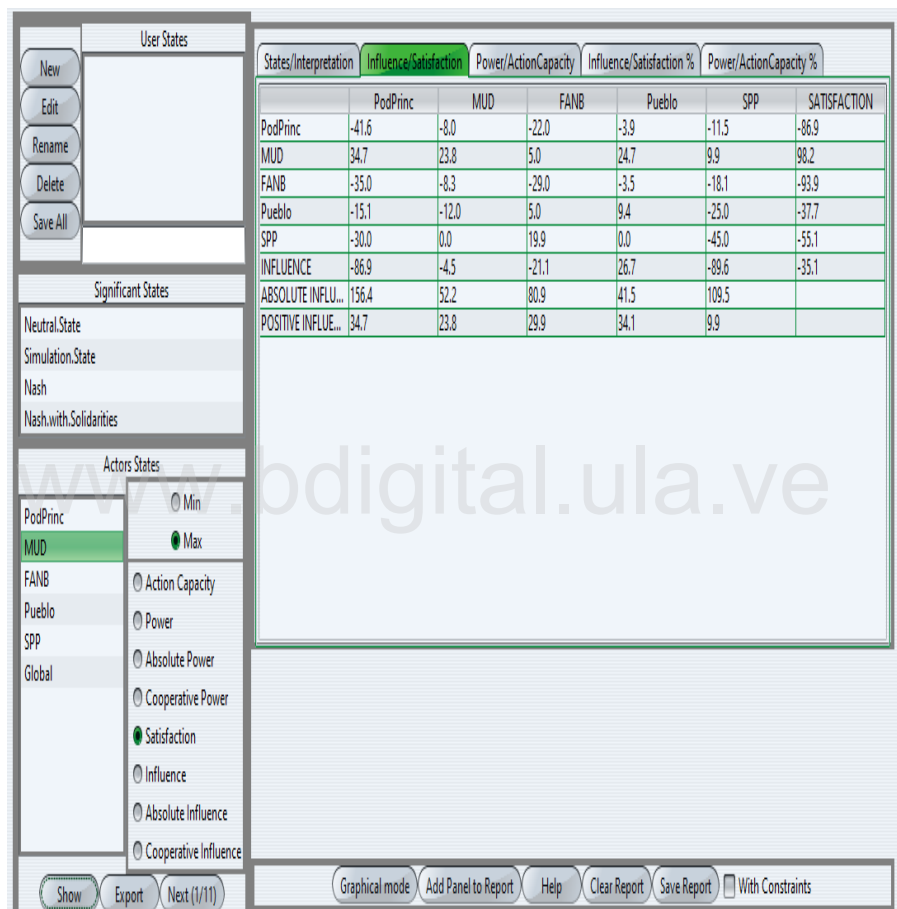 User States
New
Edit
Rename
Delete
Save All
Significant States
Neutral.State
Simulation.State
Nash
Nash.with.Solidarities
Actors States
PodPrinc
MUD
FANB
Pueblo
SPP
Global
Min
Max
Action Capacity
Power
Absolute Power
Cooperative Power
Satisfaction
Influence
Absolute Influence
Cooperative Influence
Show Export Next (1/11)
States/Interpretation Influence/Satisfaction Power/ActionCapacity Influence/Satisfaction % Power/ActionCapacity %
PodPrinc MUD FANB Pueblo SPP SATISFACTION
PodPrinc -41.6 -8.0 -22.0 -3.9 -11.5 -86.9
MUD 34.7 23.8 5.0 24.7 9.9 98.2
FANB -35.0 -8.3 -29.0 -3.5 -18.1 -93.9
Pueblo -15.1 -12.0 5.0 9.4 -25.0 -37.7
SPP -30.0 0.0 19.9 0.0 -45.0 -55.1
INFLUENCE -86.9 -4.5 -21.1 26.7 -89.6 -35.1
ABSOLUTE INFLU... 156.4 52.2 80.9 41.5 109.5
POSITIVE INFLUE... 34.7 23.8 29.9 34.1 9.9
www.bdigital.ula.ve
Graphical mode Add Panel to Report Help Clear Report Save Report With Constraints